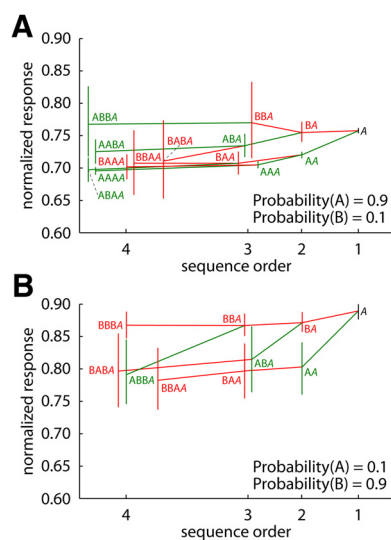 A
0.90
0.85
0.80
0.75
0.70
0.65
0.60
normalized response
ABBA
BBA
BA
A
AABA
BABA
ABA
BAAA
BBAA
BAA
AA
AAAA
AAA
ABAA
Probability(A) = 0.9
Probability(B) = 0.1
4 3 2 1
sequence order
B
0.90
0.85
0.80
0.75
0.70
0.65
0.60
normalized response
A
BBBA
BBA
BA
BABA
ABBA
ABA
AA
BBAA
BAA
Probability(A) = 0.1
Probability(B) = 0.9
4 3 2 1
sequence order